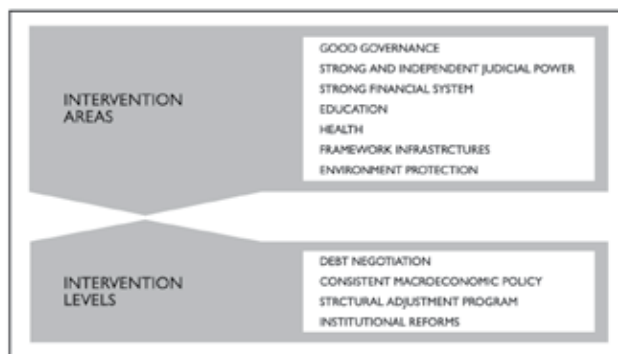 INTERVENTION
AREAS
GOOD GOVERNANCE
STRONG AND INDEPENDENT JUDICIAL POWER
STRONG FINANCIAL SYSTEM
EDUCATION
HEALTH
FRAMEWORK INFRASTRCTURES
ENVIRONMENT PROTECTION
INTERVENTION
LEVELS
DEBT NEGOTIATION
CONSISTENT MACROECONOMIC POLICY
STRCTURAL ADJUSTMENT PROGRAM
INSTITUTIONAL REFORMS